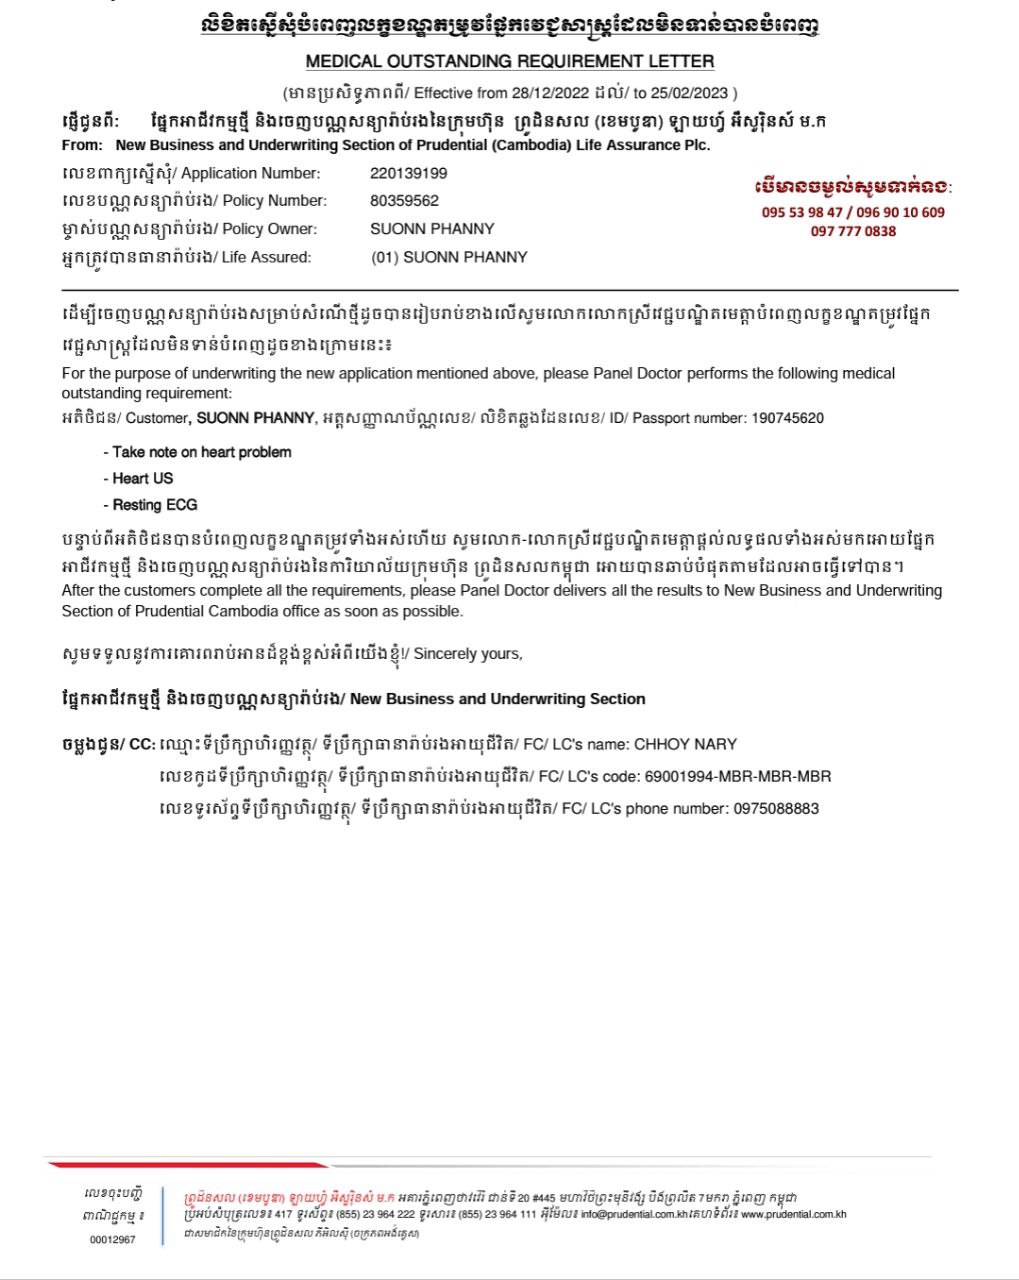 លិខិតស្នើសុំបំពេញលក្ខខណ្ឌតម្រូវផ្នែកវេជ្ជសាស្ត្រដែលមិនទាន់បានបំពេញ
MEDICAL OUTSTANDING REQUIREMENT LETTER
(មានប្រសិទ្ធភាពពី/ Effective from 28/12/2022 ដល់/ to 25/02/2023 )
ផ្ញើជូនពី: ផ្នែកអាជីវកម្មថ្មី និងចេញបណ្ណសន្យារ៉ាប់រងនៃក្រុមហ៊ុន ព្រូដិនសល (ខេមបូឌា) ឡាយហ្វ៍ អឹសួរ៉ិនស៍ ម.ក
From: New Business and Underwriting Section of Prudential (Cambodia) Life Assurance Plc.
លេខពាក្យស្នើសុំ/ Application Number: 220139199
លេខបណ្ណសន្យារ៉ាប់រង/ Policy Number: 80359562
ម្ចាស់បណ្ណសន្យារ៉ាប់រង/ Policy Owner: SUONN PHANNY
អ្នកត្រូវបានធានារ៉ាប់រង/ Life Assured: (01) SUONN PHANNY
បើមានចម្ងល់សូមទាក់ទង:
095 53 98 47 / 096 90 10 609
097 777 0838
ដើម្បីចេញបណ្ណសន្យារ៉ាប់រងសម្រាប់សំណើថ្មីដូចបានរៀបរាប់ខាងលើសូមលោកលោកស្រីវេជ្ជបណ្ឌិតមេត្តាបំពេញលក្ខខណ្ឌតម្រូវផ្នែក
វេជ្ជសាស្ត្រដែលមិនទាន់បំពេញដូចខាងក្រោមនេះ៖
For the purpose of underwriting the new application mentioned above, please Panel Doctor performs the following medical
outstanding requirement:
អតិថិជន/ Customer, SUONN PHANNY, អត្តសញ្ញាណប័ណ្ណលេខ/ លិខិតឆ្លងដែនលេខ/ ID/ Passport number: 190745620
- Take note on heart problem
- Heart US
- Resting ECG
បន្ទាប់ពីអតិថិជនបានបំពេញលក្ខខណ្ឌតម្រូវទាំងអស់ហើយ សូមលោក-លោកស្រីវេជ្ជបណ្ឌិតមេត្តាផ្តល់លទ្ធផលទាំងអស់មកអោយផ្នែក
អាជីវកម្មថ្មី និងចេញបណ្ណសន្យារ៉ាប់រងនៃការិយាល័យក្រុមហ៊ុន ព្រូដិនសលកម្ពុជា អោយបានឆាប់បំផុតតាមដែលអាចធ្វើទៅបាន។
After the customers complete all the requirements, please Panel Doctor delivers all the results to New Business and Underwriting
Section of Prudential Cambodia office as soon as possible.
សូមទទួលនូវការគោរពរាប់អានដ៏ខ្ពង់ខ្ពស់អំពីយើងខ្ញុំ!/ Sincerely yours,
ផ្នែកអាជីវកម្មថ្មី និងចេញបណ្ណសន្យារ៉ាប់រង/ New Business and Underwriting Section
ចម្លងជូន/ CC: ឈ្មោះទីប្រឹក្សាហិរញ្ញវត្ថុ/ ទីប្រឹក្សាធានារ៉ាប់រងអាយុជីវិត/ FC/ LC's name: CHHOY NARY
លេខកូដទីប្រឹក្សាហិរញ្ញវត្ថុ/ ទីប្រឹក្សាធានារ៉ាប់រងអាយុជីវិត/ FC/ LC's code: 69001994-MBR-MBR-MBR
លេខទូរស័ព្ទទីប្រឹក្សាហិរញ្ញវត្ថុ/ ទីប្រឹក្សាធានារ៉ាប់រងអាយុជីវិត/ FC/ LC's phone number: 0975088883
លេខចុះបញ្ជី
ពាណិជ្ជកម្ម ៖
00012967
ព្រូដិនសល (ខេមបូឌា) ឡាយហ្វ៍ អឹសួរ៉ិនស៍ ម.ក អគារភ្នំពេញថាវវើរ ជាន់ទី 20 #445 មហាវិថីព្រះមុនីវង្ស បឹងព្រលឹត 7មករា ភ្នំពេញ កម្ពុជា
ប្រអប់សំបុត្រលេខ៖ 417 ទូរស័ព្ទ៖ (855) 23 964 222 ទូរសារ៖ (855) 23 964 111 អ៊ីម៉ែល៖ info@prudential.com.khគេហទំព័រ៖ www.prudential.com.kh
ជាសមាជិកនៃក្រុមហ៊ុនព្រូដិនសល ភីអិលស៊ី (ចក្រភពអង់គ្លេស)